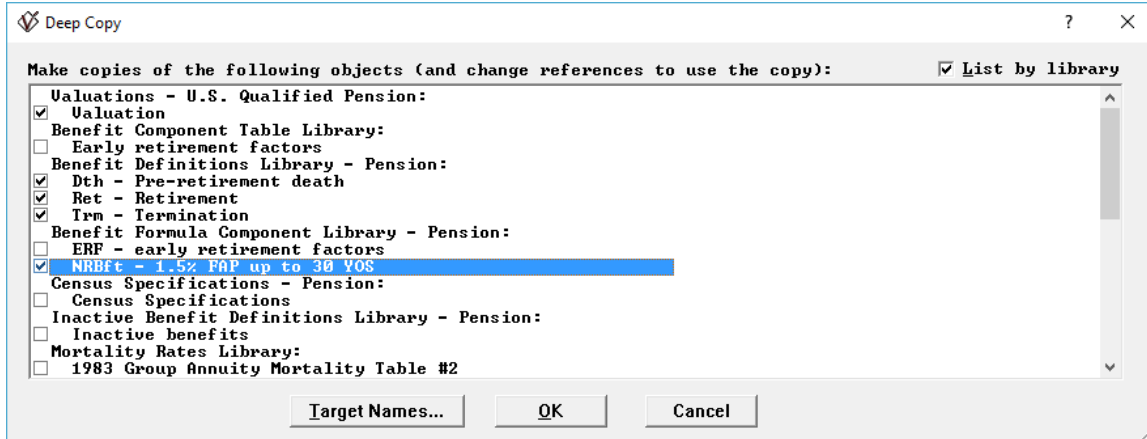 Deep Copy
Make copies of the following objects (and change references to use the copy):
List by library
Valuations - U.S. Qualified Pension:
Valuation
Benefit Component Table Library:
Early retirement factors
Benefit Definitions Library - Pension:
Dth - Pre-retirement death
Ret - Retirement
Trm - Termination
Benefit Formula Component Library - Pension:
ERF - early retirement factors
NRBft - 1.5% FAP up to 30 YOS
Census Specifications - Pension:
Census Specifications
Inactive Benefit Definitions Library - Pension:
Inactive benefits
Mortality Rates Library:
1983 Group Annuity Mortality Table #2
Target Names... OK Cancel